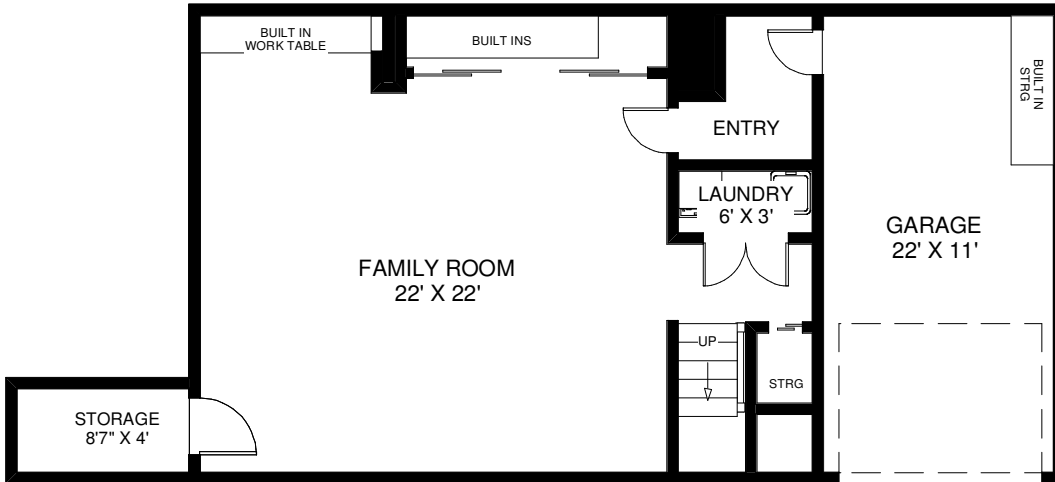 BUILT IN
WORK TABLE
BUILT INS
BUILT IN
STRG
ENTRY
LAUNDRY
6' X 3'
GARAGE
22' X 11'
FAMILY ROOM
22' X 22'
UP
STRG
STORAGE
8'7" X 4'